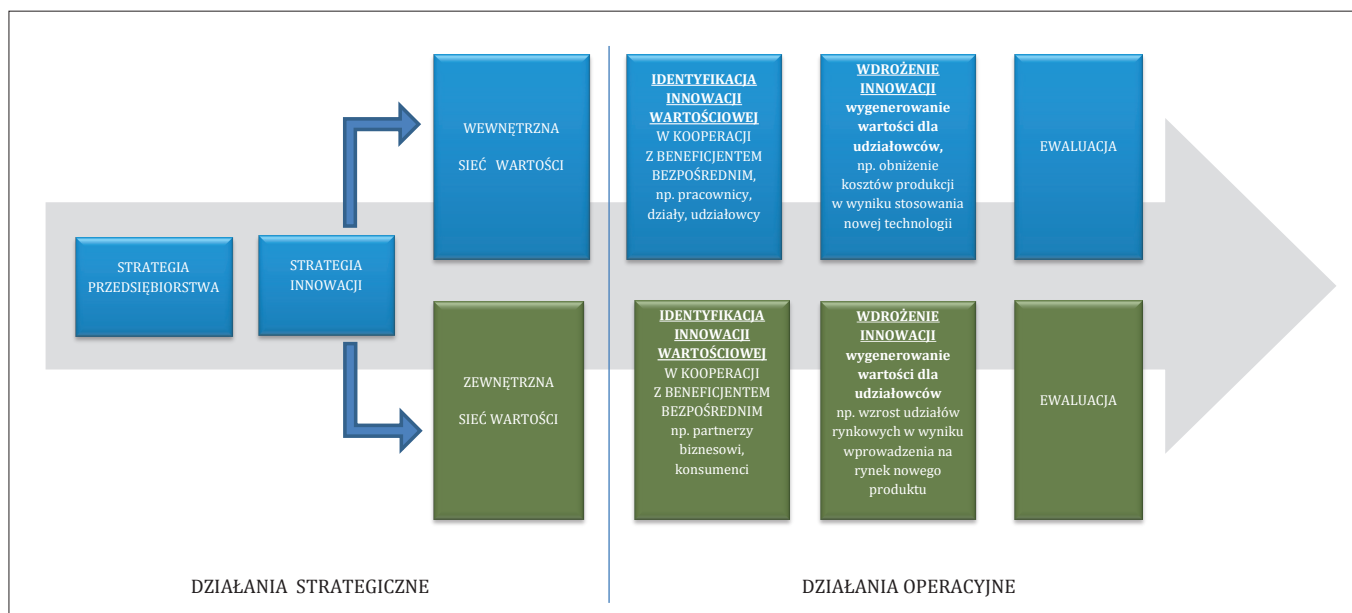 STRATEGIA
PRZEDSIĘBIORSTWA
STRATEGIA
INNOWACJI
WEWNĘTRZNA
SIEĆ WARTOŚCI
IDENTYFIKACJA
INNOWACJI
WARTOŚCIOWEJ
W KOOPERACJI
Z BENEFICJENTEM
BEZPOŚREDNIM,
np. pracownicy,
działy, udziałowcy
WDROŻENIE
INNOWACJI
wygenerowanie
wartości dla
udziałowców,
np. obniżenie
kosztów produkcji
w wyniku stosowania
nowej technologii
EWALUACJA
ZEWNĘTRZNA
SIEĆ WARTOŚCI
IDENTYFIKACJA
INNOWACJI
WARTOŚCIOWEJ
W KOOPERACJI
Z BENEFICJENTEM
BEZPOŚREDNIM
np. partnerzy
biznesowi,
konsumenci
WDROŻENIE
INNOWACJI
wygenerowanie
wartości dla
udziałowców
np. wzrost udziałów
rynkowych w wyniku
wprowadzenia na
rynek nowego
produktu
EWALUACJA
DZIAŁANIA STRATEGICZNE
DZIAŁANIA OPERACYJNE